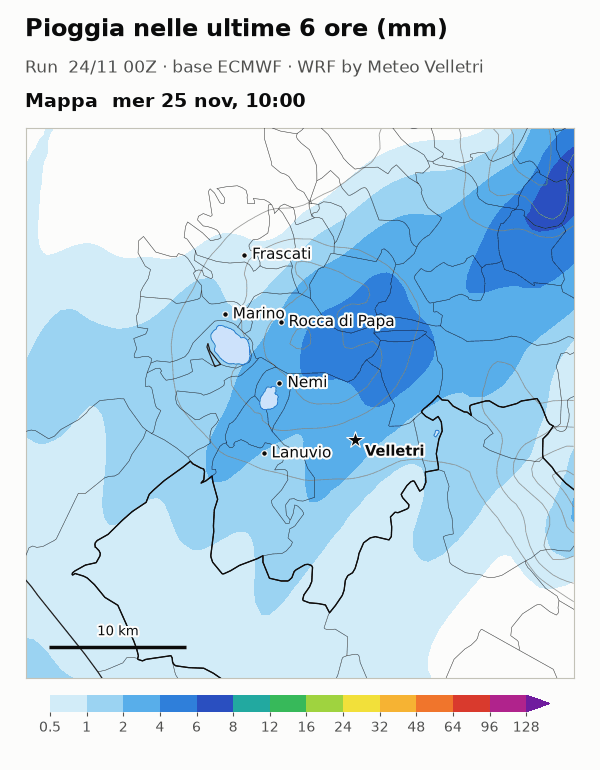 Pioggia nelle ultime 6 ore (mm)
Run  24/11 00Z · base ECMWF · WRF by Meteo Velletri
Mappa  mer 25 nov, 10:00
Frascati
Marino
Rocca di Papa
Nemi
Velletri
Lanuvio
10 km
0.5 1 2 4 6 8 12 16 24 32 48 64 96 128